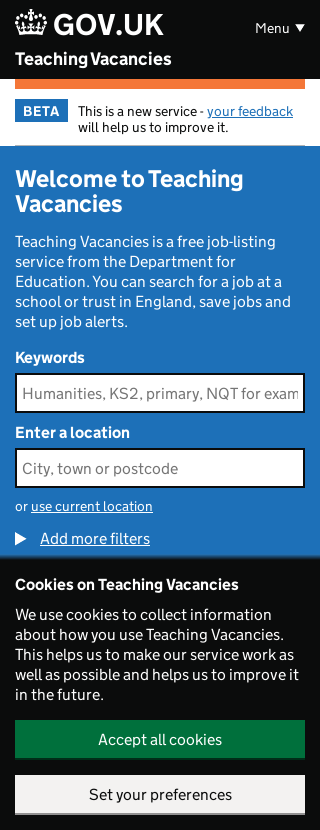 GOV.UK
Menu ▼
Teaching Vacancies
BETA
This is a new service - your feedback
will help us to improve it.
Welcome to Teaching
Vacancies
Teaching Vacancies is a free job-listing
service from the Department for
Education. You can search for a job at a
school or trust in England, save jobs and
set up job alerts.
Keywords
Humanities, KS2, primary, NQT for exam
Enter a location
City, town or postcode
or use current location
Add more filters
Cookies on Teaching Vacancies
We use cookies to collect information
about how you use Teaching Vacancies.
This helps us to make our service work as
well as possible and helps us to improve it
in the future.
Accept all cookies
Set your preferences